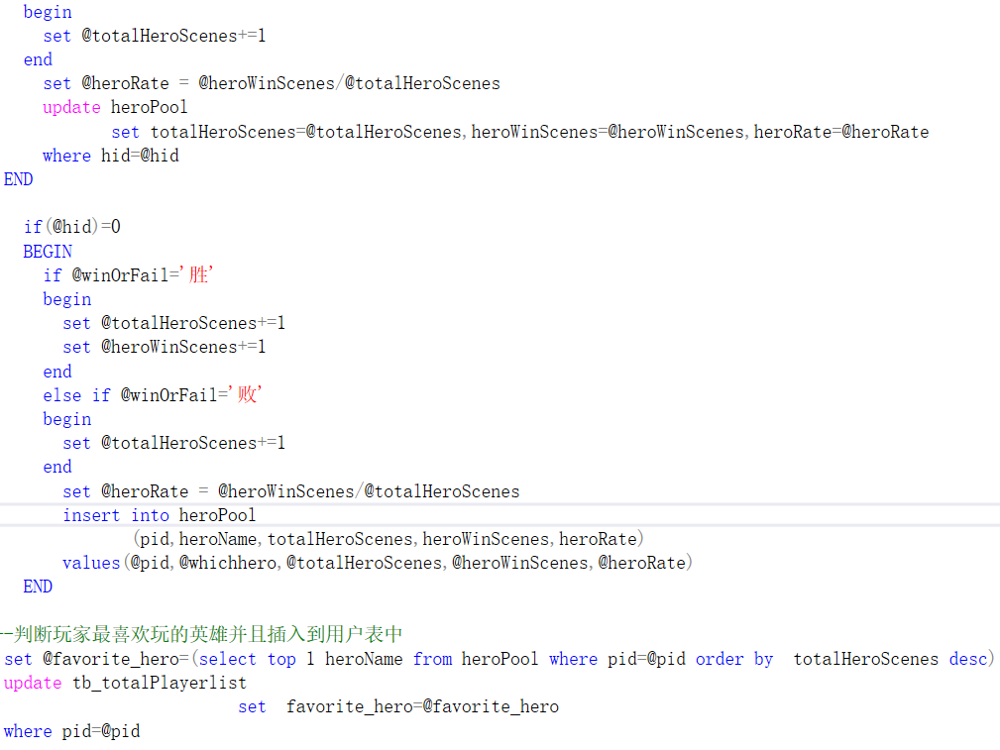 begin
set @totalHeroScenes+=1
end
set @heroRate = @heroWinScenes/@totalHeroScenes
update heroPool
set totalHeroScenes=@totalHeroScenes,heroWinScenes=@heroWinScenes,heroRate=@heroRate
where hid=@hid
END
if(@hid)=0
BEGIN
if @winOrFail='胜'
begin
set @totalHeroScenes+=1
set @heroWinScenes+=1
end
else if @winOrFail='败'
begin
set @totalHeroScenes+=1
end
set @heroRate = @heroWinScenes/@totalHeroScenes
insert into heroPool
(pid,heroName,totalHeroScenes,heroWinScenes,heroRate)
values(@pid,@whichhero,@totalHeroScenes,@heroWinScenes,@heroRate)
END
--判断玩家最喜欢玩的英雄并且插入到用户表中
set @favorite_hero=(select top 1 heroName from heroPool where pid=@pid order by  totalHeroScenes desc)
update tb_totalPlayerlist
set  favorite_hero=@favorite_hero
where pid=@pid